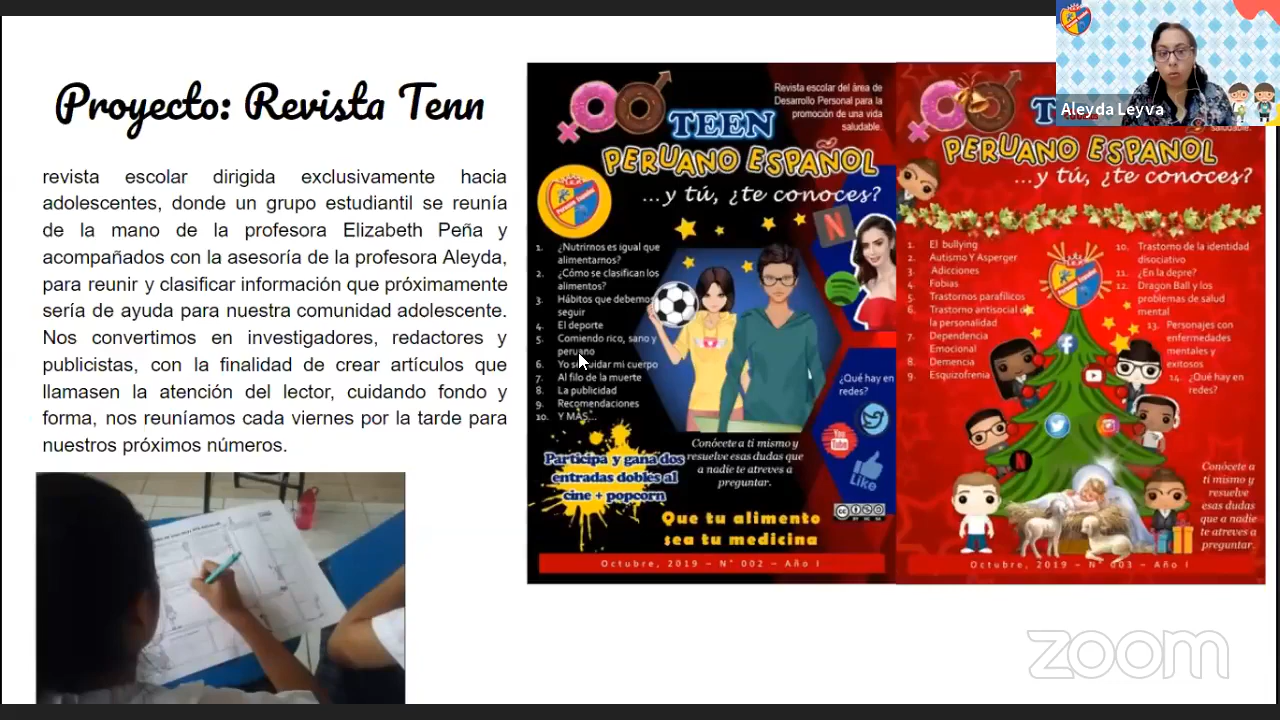 Proyecto: Revista Tenn
revista escolar dirigida exclusivamente hacia
adolescentes, donde un grupo estudiantil se reunía
de la mano de la profesora Elizabeth Peña y
acompañados con la asesoría de la profesora Aleyda,
para reunir y clasificar información que próximamente
sería de ayuda para nuestra comunidad adolescente.
Nos convertimos en investigadores, redactores y
publicistas, con la finalidad de crear artículos que
llamasen la atención del lector, cuidando fondo y
forma, nos reuníamos cada viernes por la tarde para
nuestros próximos números.
Revista escolar del área de
Desarrollo Personal para la
promoción de una vida
saludable.
TEEN
PERUANO ESPAÑOL
...y tú, ¿te conoces?
1. ¿Nutrirnos es igual que
alimentarnos?
2. ¿Cómo se clasifican los
alimentos?
3. Hábitos que debemos
seguir
4. El deporte
5. Comiendo rico, sano y
peruano
6. Yo sé cuidar mi cuerpo
7. Al filo de la muerte
8. La publicidad
9. Recomendaciones
10. Y MÁS...
¿Qué hay en
redes?
You
Tube
Like
Participa y gana dos
entradas dobles al
cine + popcorn
Conócete a ti mismo y
resuelve esas dudas que
a nadie te atreves a
preguntar.
Que tu alimento
sea tu medicina
Octubre, 2019 – N° 002 – Año I
saludable.
PERUANO ESPAÑOL
...y tú, ¿te conoces?
1. El bullying
2. Autismo Y Asperger
3. Adicciones
4. Fobias
5. Trastornos parafílicos
6. Trastorno antisocial de
la personalidad
7. Dependencia
Emocional
8. Demencia
9. Esquizofrenia
10. Trastorno de la identidad
disociativo
11. ¿En la depre?
12. Dragon Ball y los
problemas de salud
mental
13. Personajes con
enfermedades
mentales y
exitosos
14. ¿Qué hay en
redes?
Conócete a
ti mismo y
resuelve
esas dudas
que a nadie
te atreves a
preguntar.
Octubre, 2019 – N° 003 – Año I
Aleyda Leyva
zoom